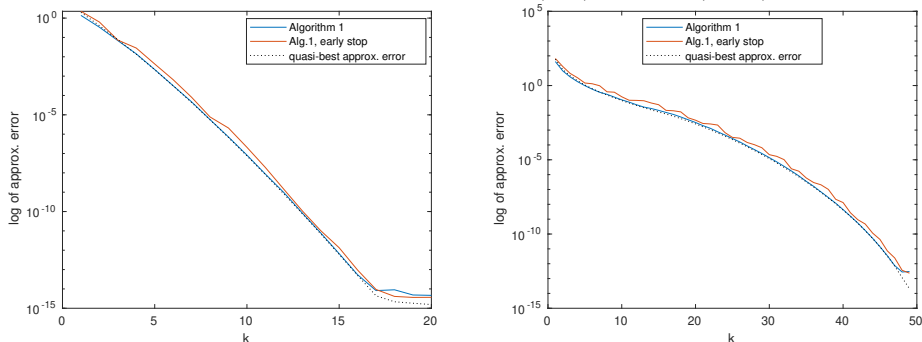 10^0
10^-5
10^-10
10^-15
log of approx. error
Algorithm 1
Alg.1, early stop
quasi-best approx. error
0 5 10 15 20
k
10^5
10^0
10^-5
10^-10
10^-15
log of approx. error
Algorithm 1
Alg.1, early stop
quasi-best approx. error
0 10 20 30 40 50
k